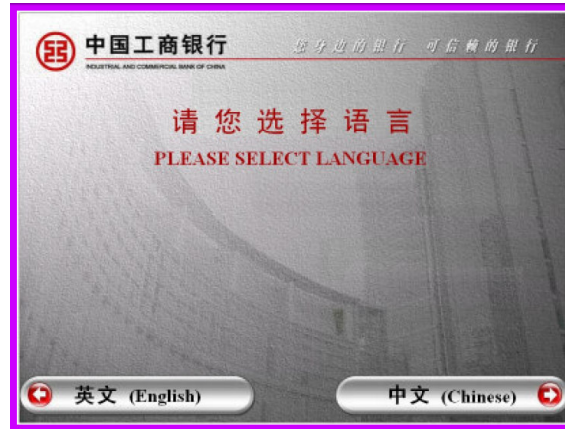 中国工商银行
INDUSTRIAL AND COMMERCIAL BANK OF CHINA
您身边的银行 可信赖的银行
请您选择语言
PLEASE SELECT LANGUAGE
英文 (English)
中文 (Chinese)